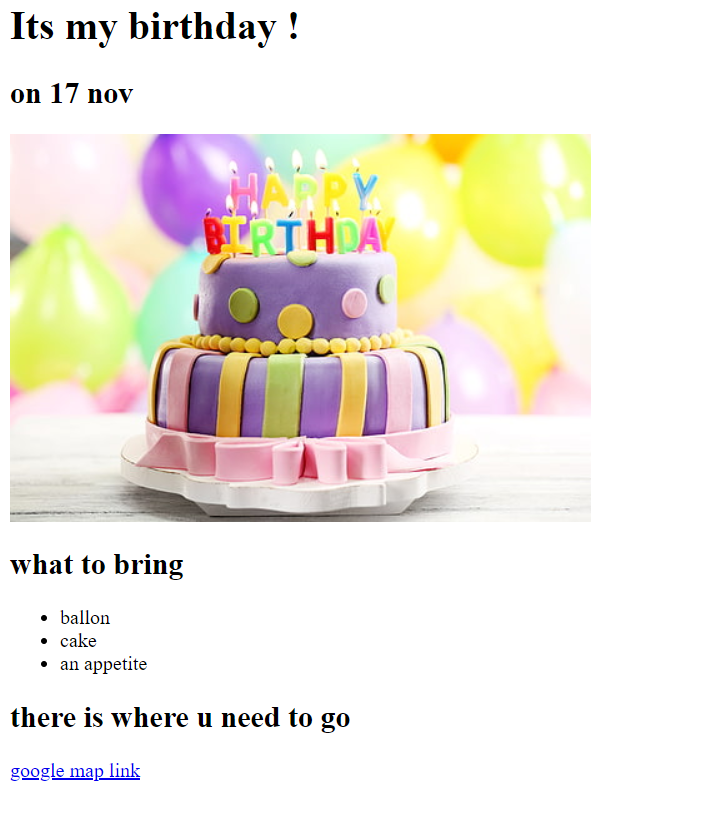 Its my birthday !
on 17 nov
HAPPY
BIRTHDAY
what to bring
ballon
cake
an appetite
there is where u need to go
google map link